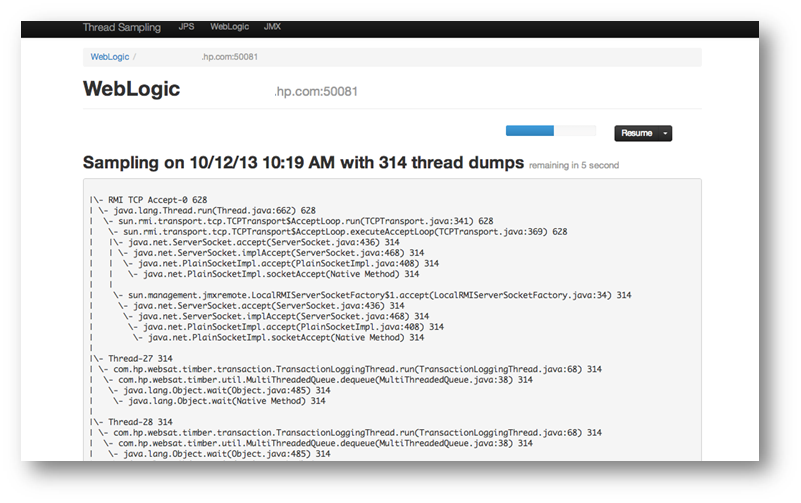 Thread Sampling JPS WebLogic JMX
WebLogic / .hp.com:50081
WebLogic .hp.com:50081
Resume
Sampling on 10/12/13 10:19 AM with 314 thread dumps remaining in 5 second
|\- RMI TCP Accept-0 628
| \- java.lang.Thread.run(Thread.java:662) 628
|  \- sun.rmi.transport.tcp.TCPTransport$AcceptLoop.run(TCPTransport.java:341) 628
|   \- sun.rmi.transport.tcp.TCPTransport$AcceptLoop.executeAcceptLoop(TCPTransport.java:369) 628
|   |\- java.net.ServerSocket.accept(ServerSocket.java:436) 314
|   | \- java.net.ServerSocket.implAccept(ServerSocket.java:468) 314
|   |  \- java.net.PlainSocketImpl.accept(PlainSocketImpl.java:408) 314
|   |   \- java.net.PlainSocketImpl.socketAccept(Native Method) 314
|   |
|    \- sun.management.jmxremote.LocalRMIServerSocketFactory$1.accept(LocalRMIServerSocketFactory.java:34) 314
|     \- java.net.ServerSocket.accept(ServerSocket.java:436) 314
|      \- java.net.ServerSocket.implAccept(ServerSocket.java:468) 314
|       \- java.net.PlainSocketImpl.accept(PlainSocketImpl.java:408) 314
|        \- java.net.PlainSocketImpl.socketAccept(Native Method) 314
|
|\- Thread-27 314
| \- com.hp.websat.timber.transaction.TransactionLoggingThread.run(TransactionLoggingThread.java:68) 314
|  \- com.hp.websat.timber.util.MultiThreadedQueue.dequeue(MultiThreadedQueue.java:38) 314
|   \- java.lang.Object.wait(Object.java:485) 314
|    \- java.lang.Object.wait(Native Method) 314
|
|\- Thread-28 314
| \- com.hp.websat.timber.transaction.TransactionLoggingThread.run(TransactionLoggingThread.java:68) 314
|  \- com.hp.websat.timber.util.MultiThreadedQueue.dequeue(MultiThreadedQueue.java:38) 314
|   \- java.lang.Object.wait(Object.java:485) 314